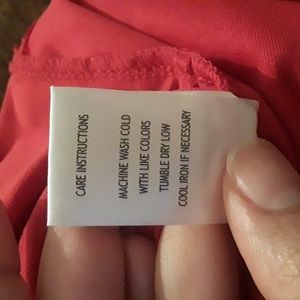 CARE INSTRUCTIONS
MACHINE WASH COLD
WITH LIKE COLORS
TUMBLE DRY LOW
COOL IRON IF NECESSARY